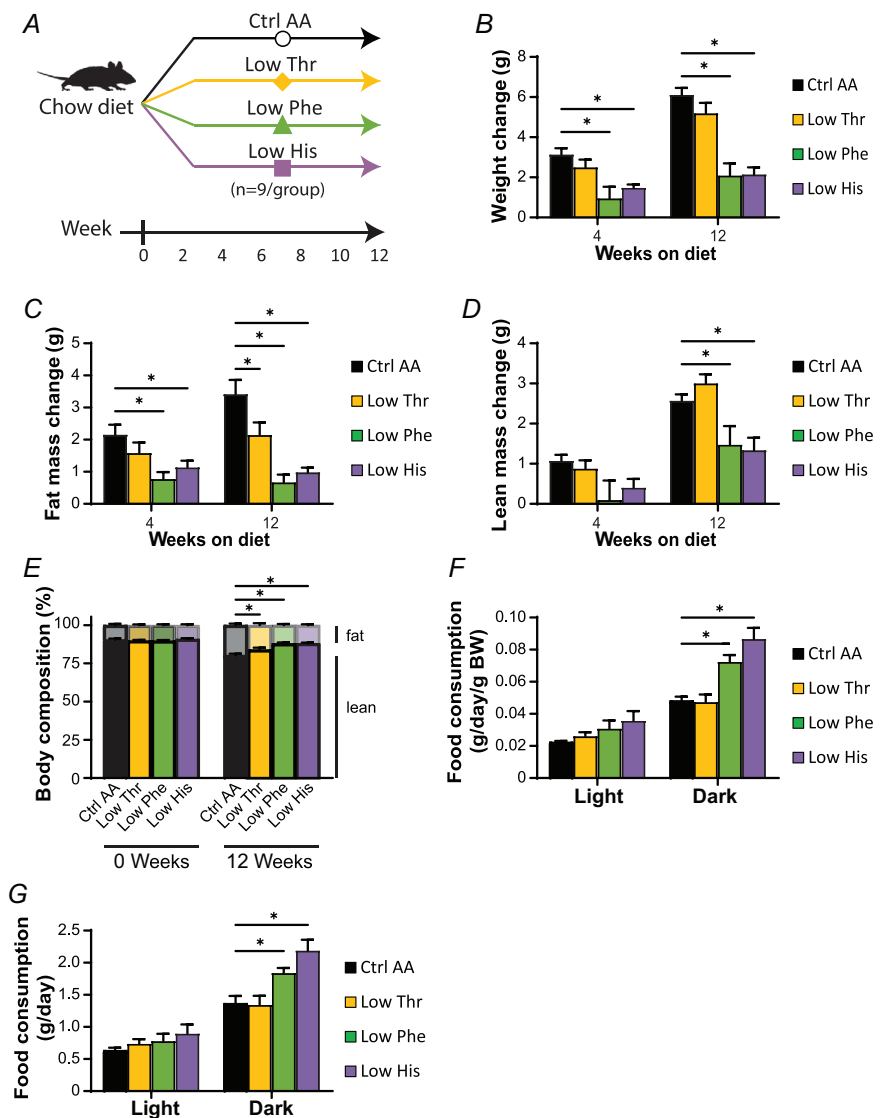 A
Ctrl AA
Low Thr
Chow diet
Low Phe
Low His
(n=9/group)
Week
0 2 4 6 8 10 12
B
Weight change (g)
8
6
4
2
0
* * * *
4 12
Weeks on diet
Ctrl AA
Low Thr
Low Phe
Low His
C
Fat mass change (g)
5
4
3
2
1
0
* * * * *
4 12
Weeks on diet
Ctrl AA
Low Thr
Low Phe
Low His
D
Lean mass change (g)
4
3
2
1
0
* *
4 12
Weeks on diet
Ctrl AA
Low Thr
Low Phe
Low His
E
Body composition (%)
100
75
50
25
0
* * *
fat
lean
Ctrl AA Low Thr Low Phe Low His Ctrl AA Low Thr Low Phe Low His
0 Weeks 12 Weeks
F
Food consumption
(g/day/g BW)
0.10
0.08
0.06
0.04
0.02
0
* *
Light Dark
Ctrl AA
Low Thr
Low Phe
Low His
G
Food consumption
(g/day)
2.5
2.0
1.5
1.0
0.5
0
* *
Light Dark
Ctrl AA
Low Thr
Low Phe
Low His